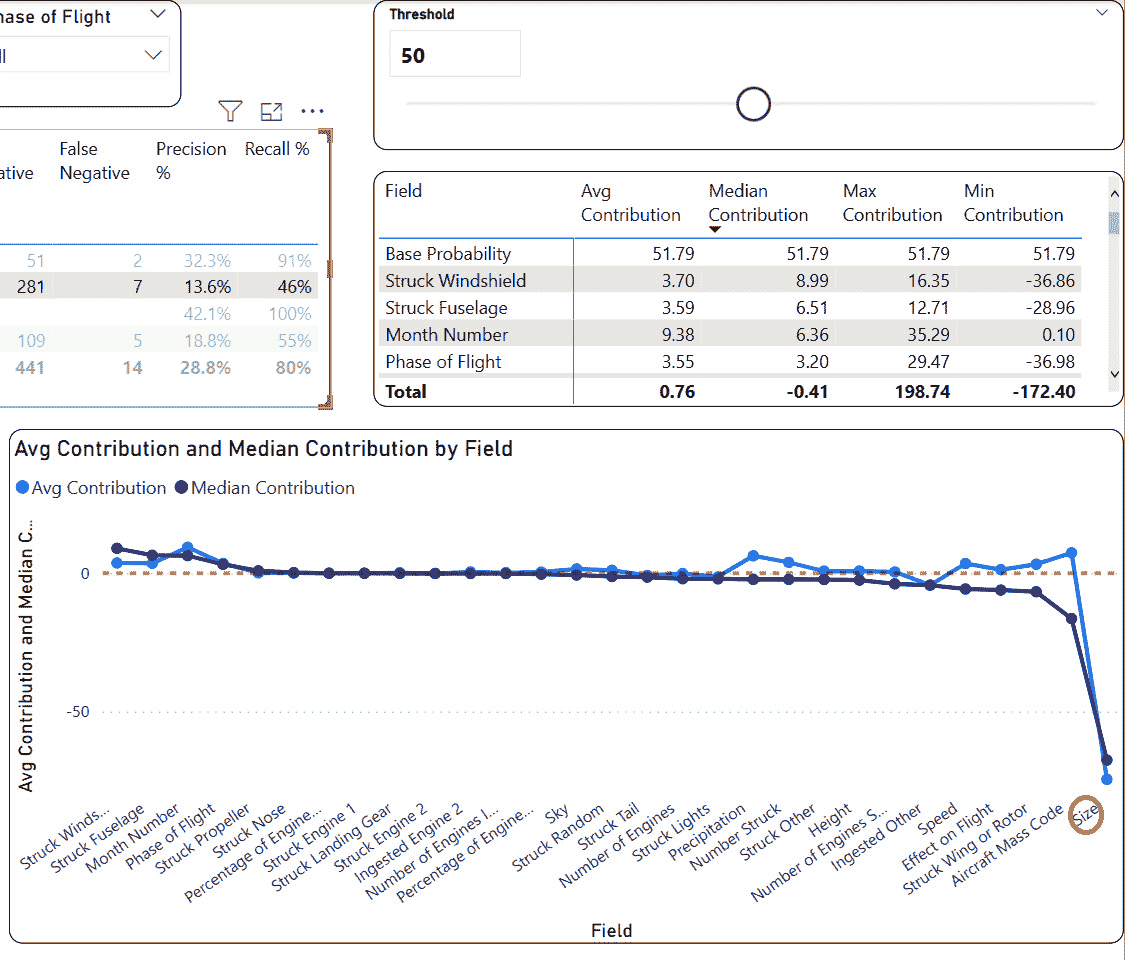 hase of Flight
Threshold
50
False
Negative
Precision
%
Recall %
ative
51 2 32.3% 91%
281 7 13.6% 46%
42.1% 100%
109 5 18.8% 55%
441 14 28.8% 80%
Field Avg Contribution Median Contribution Max Contribution Min Contribution
Base Probability 51.79 51.79 51.79 51.79
Struck Windshield 3.70 8.99 16.35 -36.86
Struck Fuselage 3.59 6.51 12.71 -28.96
Month Number 9.38 6.36 35.29 0.10
Phase of Flight 3.55 3.20 29.47 -36.98
Total 0.76 -0.41 198.74 -172.40
Avg Contribution and Median Contribution by Field
Avg Contribution Median Contribution
Avg Contribution and Median C...
0
-50
Struck Winds...
Struck Fuselage
Month Number
Phase of Flight
Struck Propeller
Struck Nose
Percentage of Engine...
Struck Engine 1
Struck Landing Gear
Struck Engine 2
Ingested Engine 2
Number of Engines I...
Percentage of Engine...
Sky
Struck Random
Struck Tail
Number of Engines
Struck Lights
Precipitation
Number Struck
Struck Other
Height
Number of Engines S...
Ingested Other
Speed
Effect on Flight
Struck Wing or Rotor
Aircraft Mass Code
Size
Field